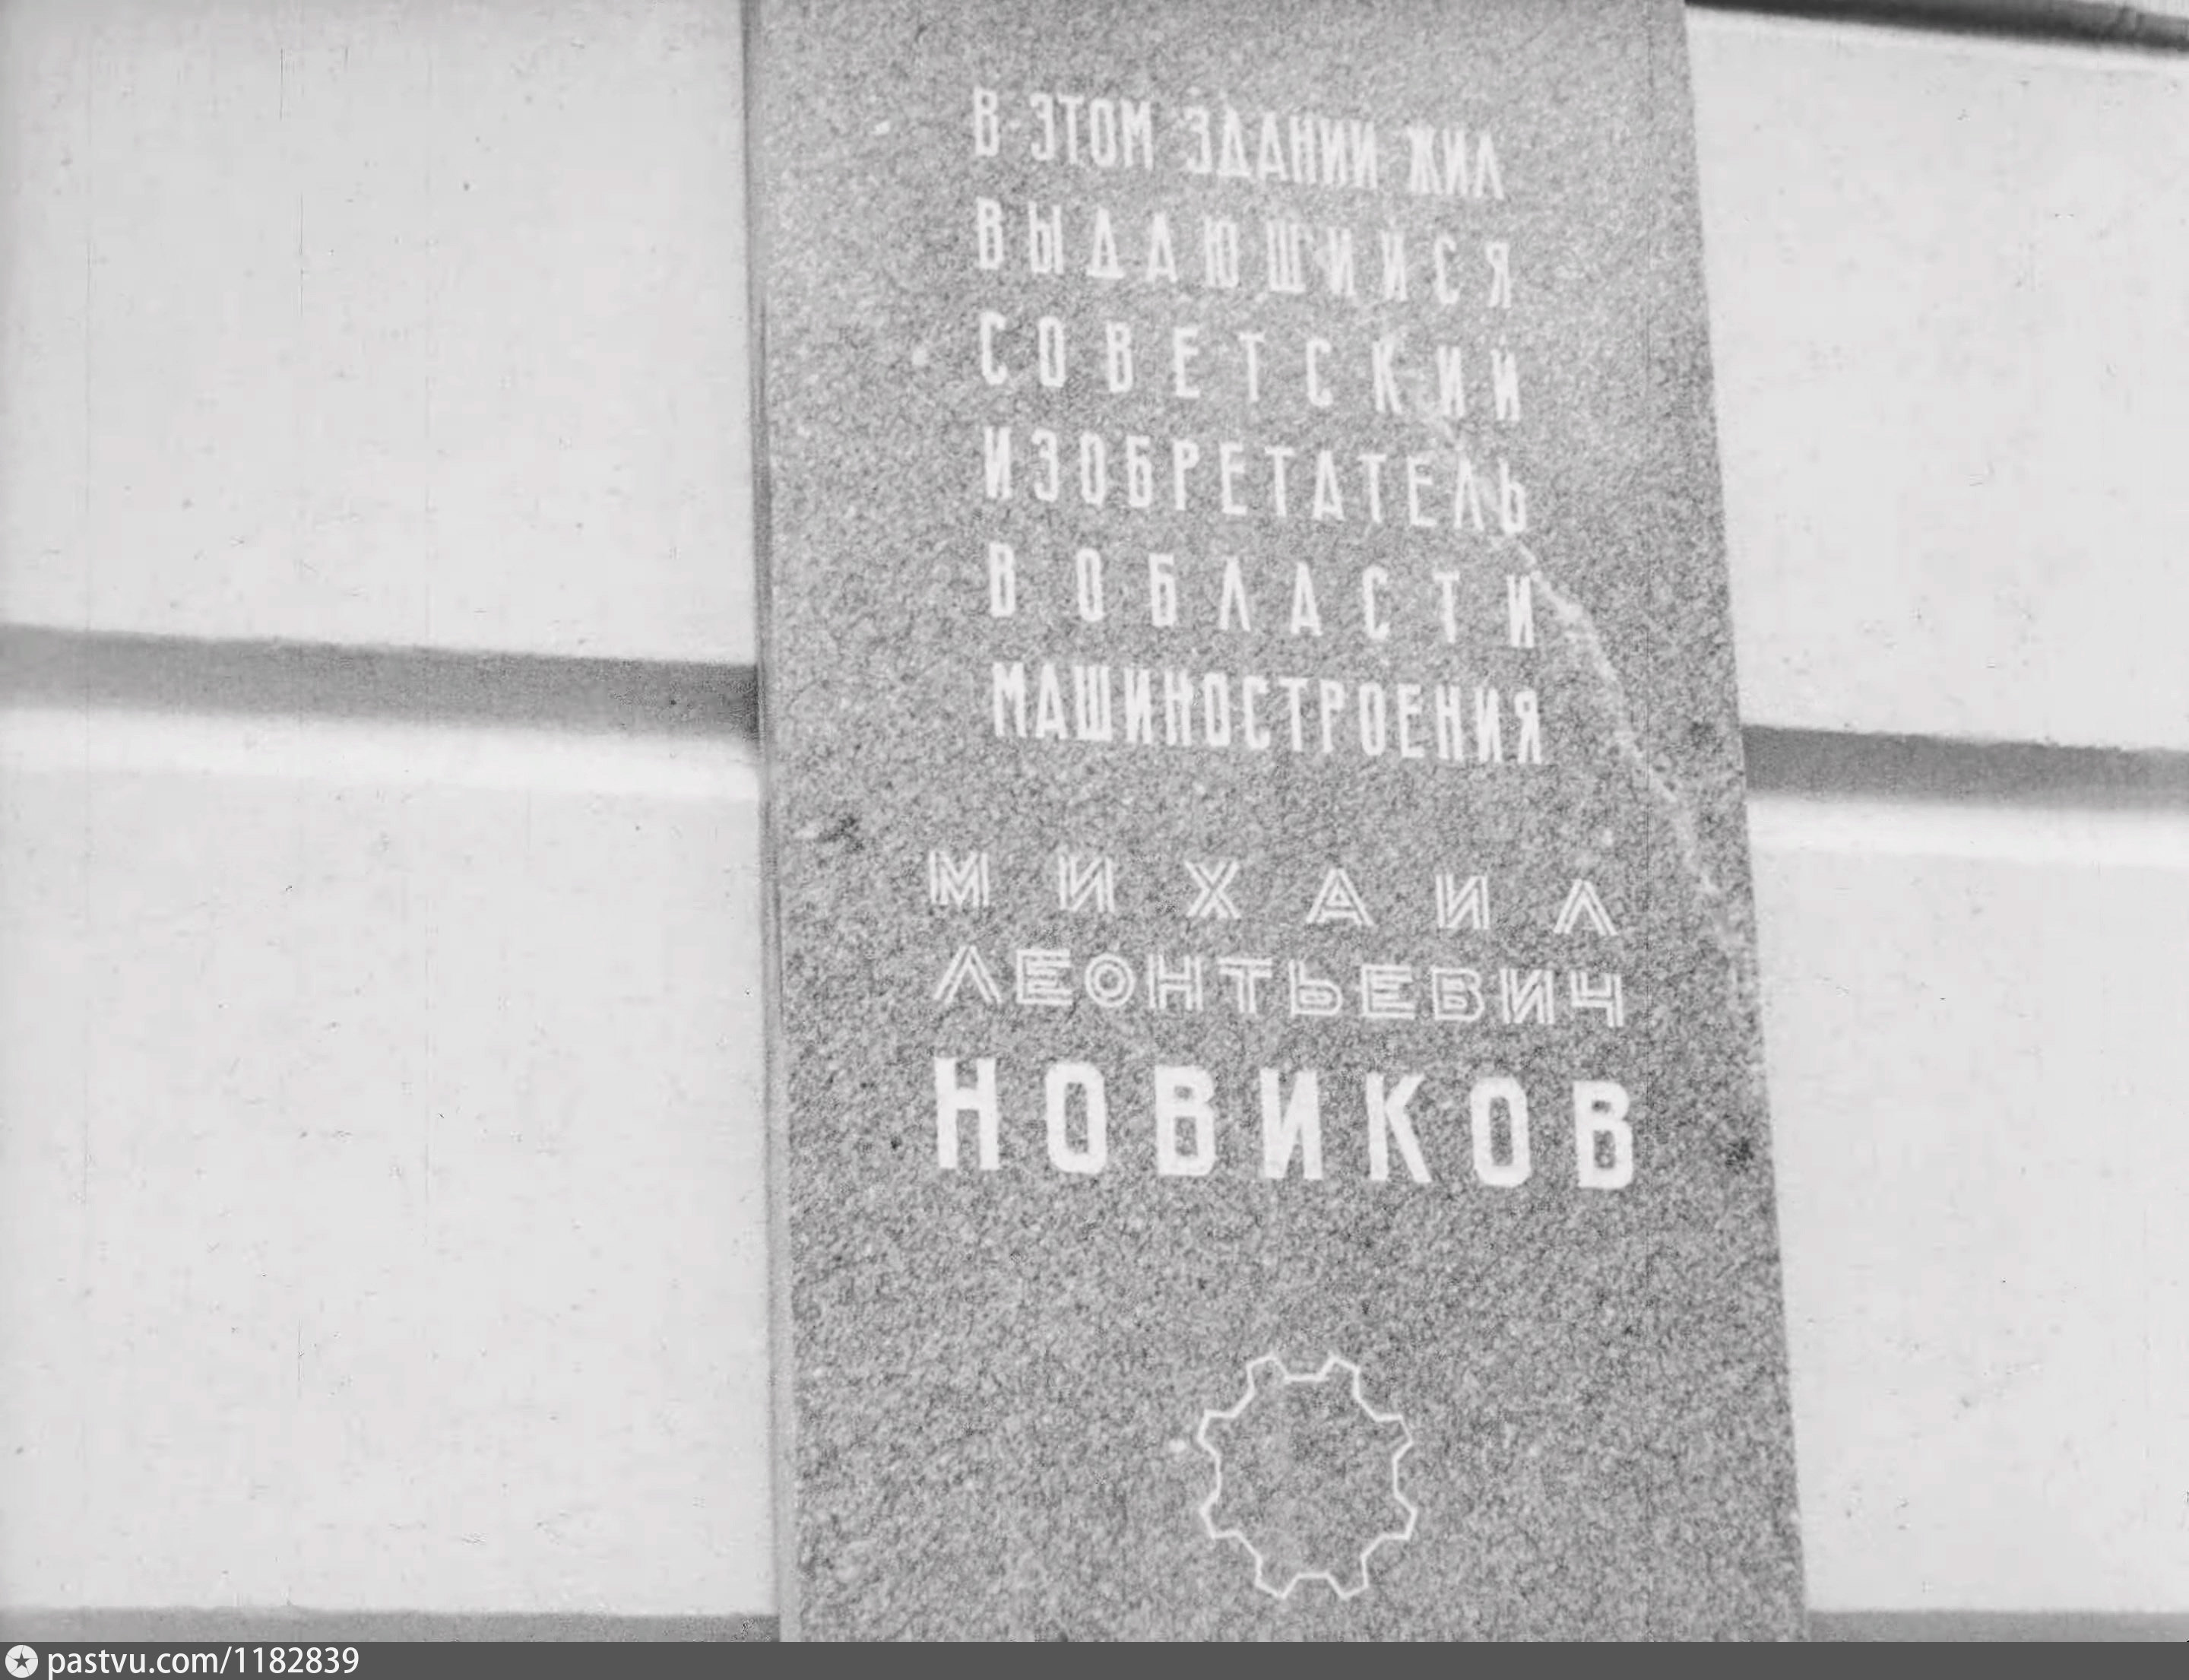 В ЭТОМ ЗДАНИИ ЖИЛ
ВЫДАЮЩИЙСЯ
СОВЕТСКИЙ
ИЗОБРЕТАТЕЛЬ
В ОБЛАСТИ
МАШИНОСТРОЕНИЯ
МИХАИЛ
ЛЕОНТЬЕВИЧ
НОВИКОВ
pastvu.com/1182839